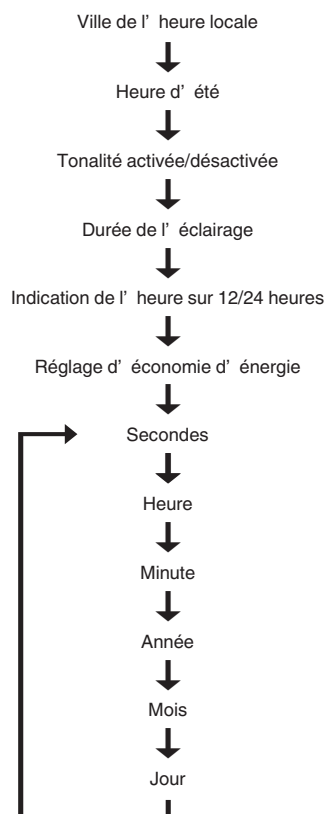 Ville de l’ heure locale
Heure d’ été
Tonalité activée/désactivée
Durée de l’ éclairage
Indication de l’ heure sur 12/24 heures
Réglage d’ économie d’ énergie
Secondes
Heure
Minute
Année
Mois
Jour